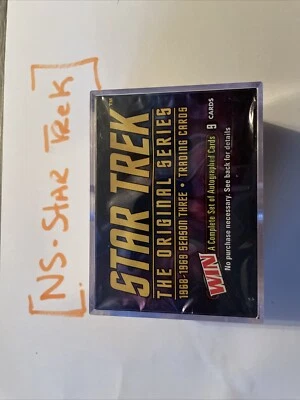 [NS. STAR TREK]
STAR TREK
THE ORIGINAL SERIES
1968-1969 SEASON THREE • TRADING CARDS
WIN A Complete Set of Autographed Cards
No purchase necessary. See back for details
9 CARDS